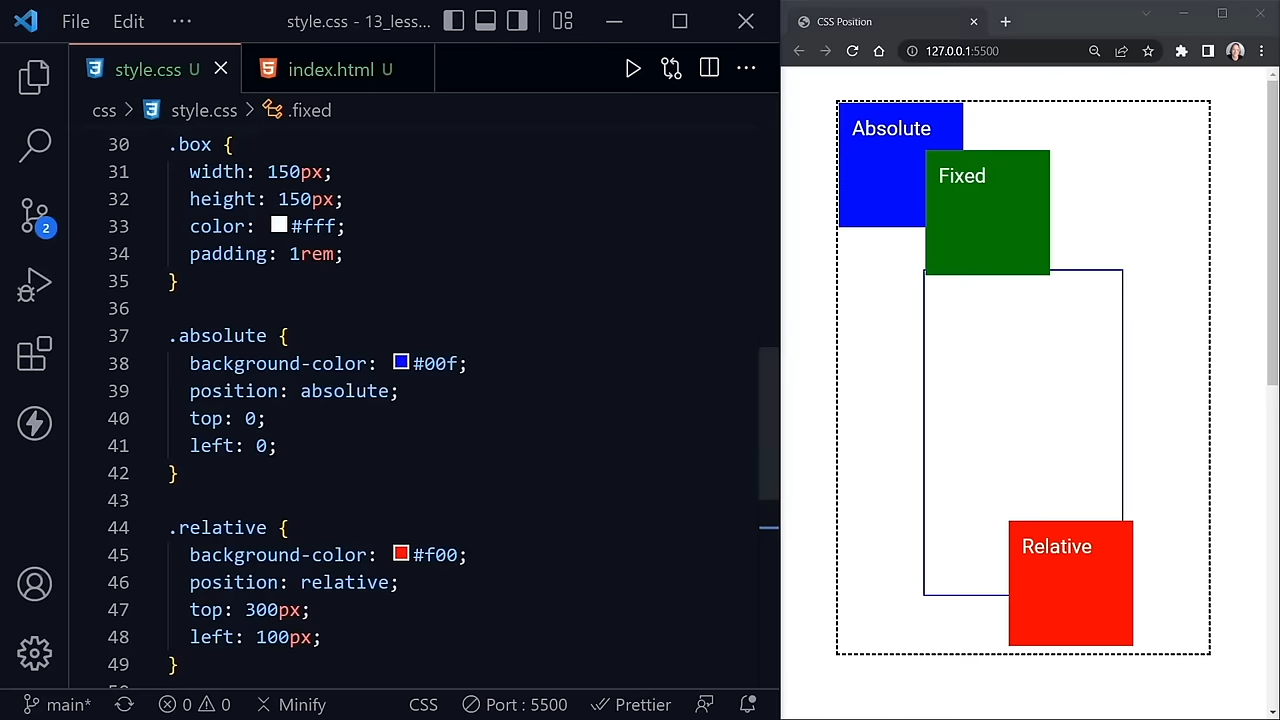 File Edit ··· style.css - 13_less...
style.css U index.html U
css > style.css > .fixed
30 .box {
31 width: 150px;
32 height: 150px;
33 color: #fff;
34 padding: 1rem;
35 }
36
37 .absolute {
38 background-color: #00f;
39 position: absolute;
40 top: 0;
41 left: 0;
42 }
43
44 .relative {
45 background-color: #f00;
46 position: relative;
47 top: 300px;
48 left: 100px;
49 }
2
main* 0 0 Minify CSS Port : 5500 Prettier
CSS Position
127.0.0.1:5500
Absolute
Fixed
Relative